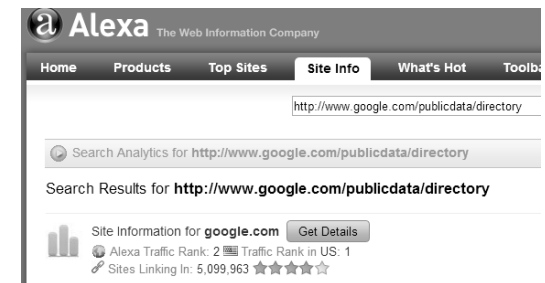 a Alexa The Web Information Company
Home Products Top Sites Site Info What's Hot
http://www.google.com/publicdata/directory
Search Analytics for http://www.google.com/publicdata/directory
Search Results for http://www.google.com/publicdata/directory
Site Information for google.com Get Details
Alexa Traffic Rank: 2 Traffic Rank in US: 1
Sites Linking In: 5,099,963